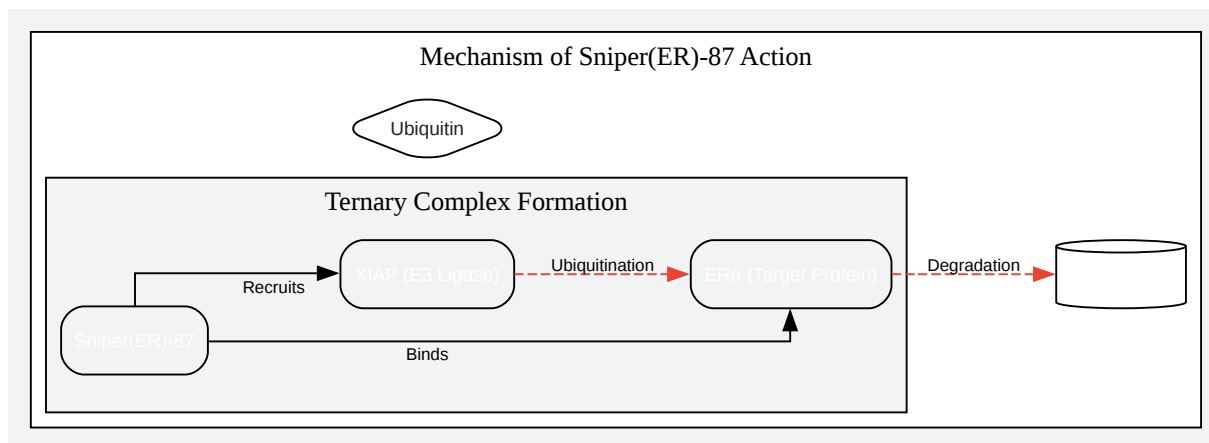 Mechanism of Sniper(ER)-87 Action
Ubiquitin
Ternary Complex Formation
XIAP (E3 Ligase)
Ubiquitination
ERα (Target Protein)
Degradation
Recruits
Sniper(ER)-87
Binds